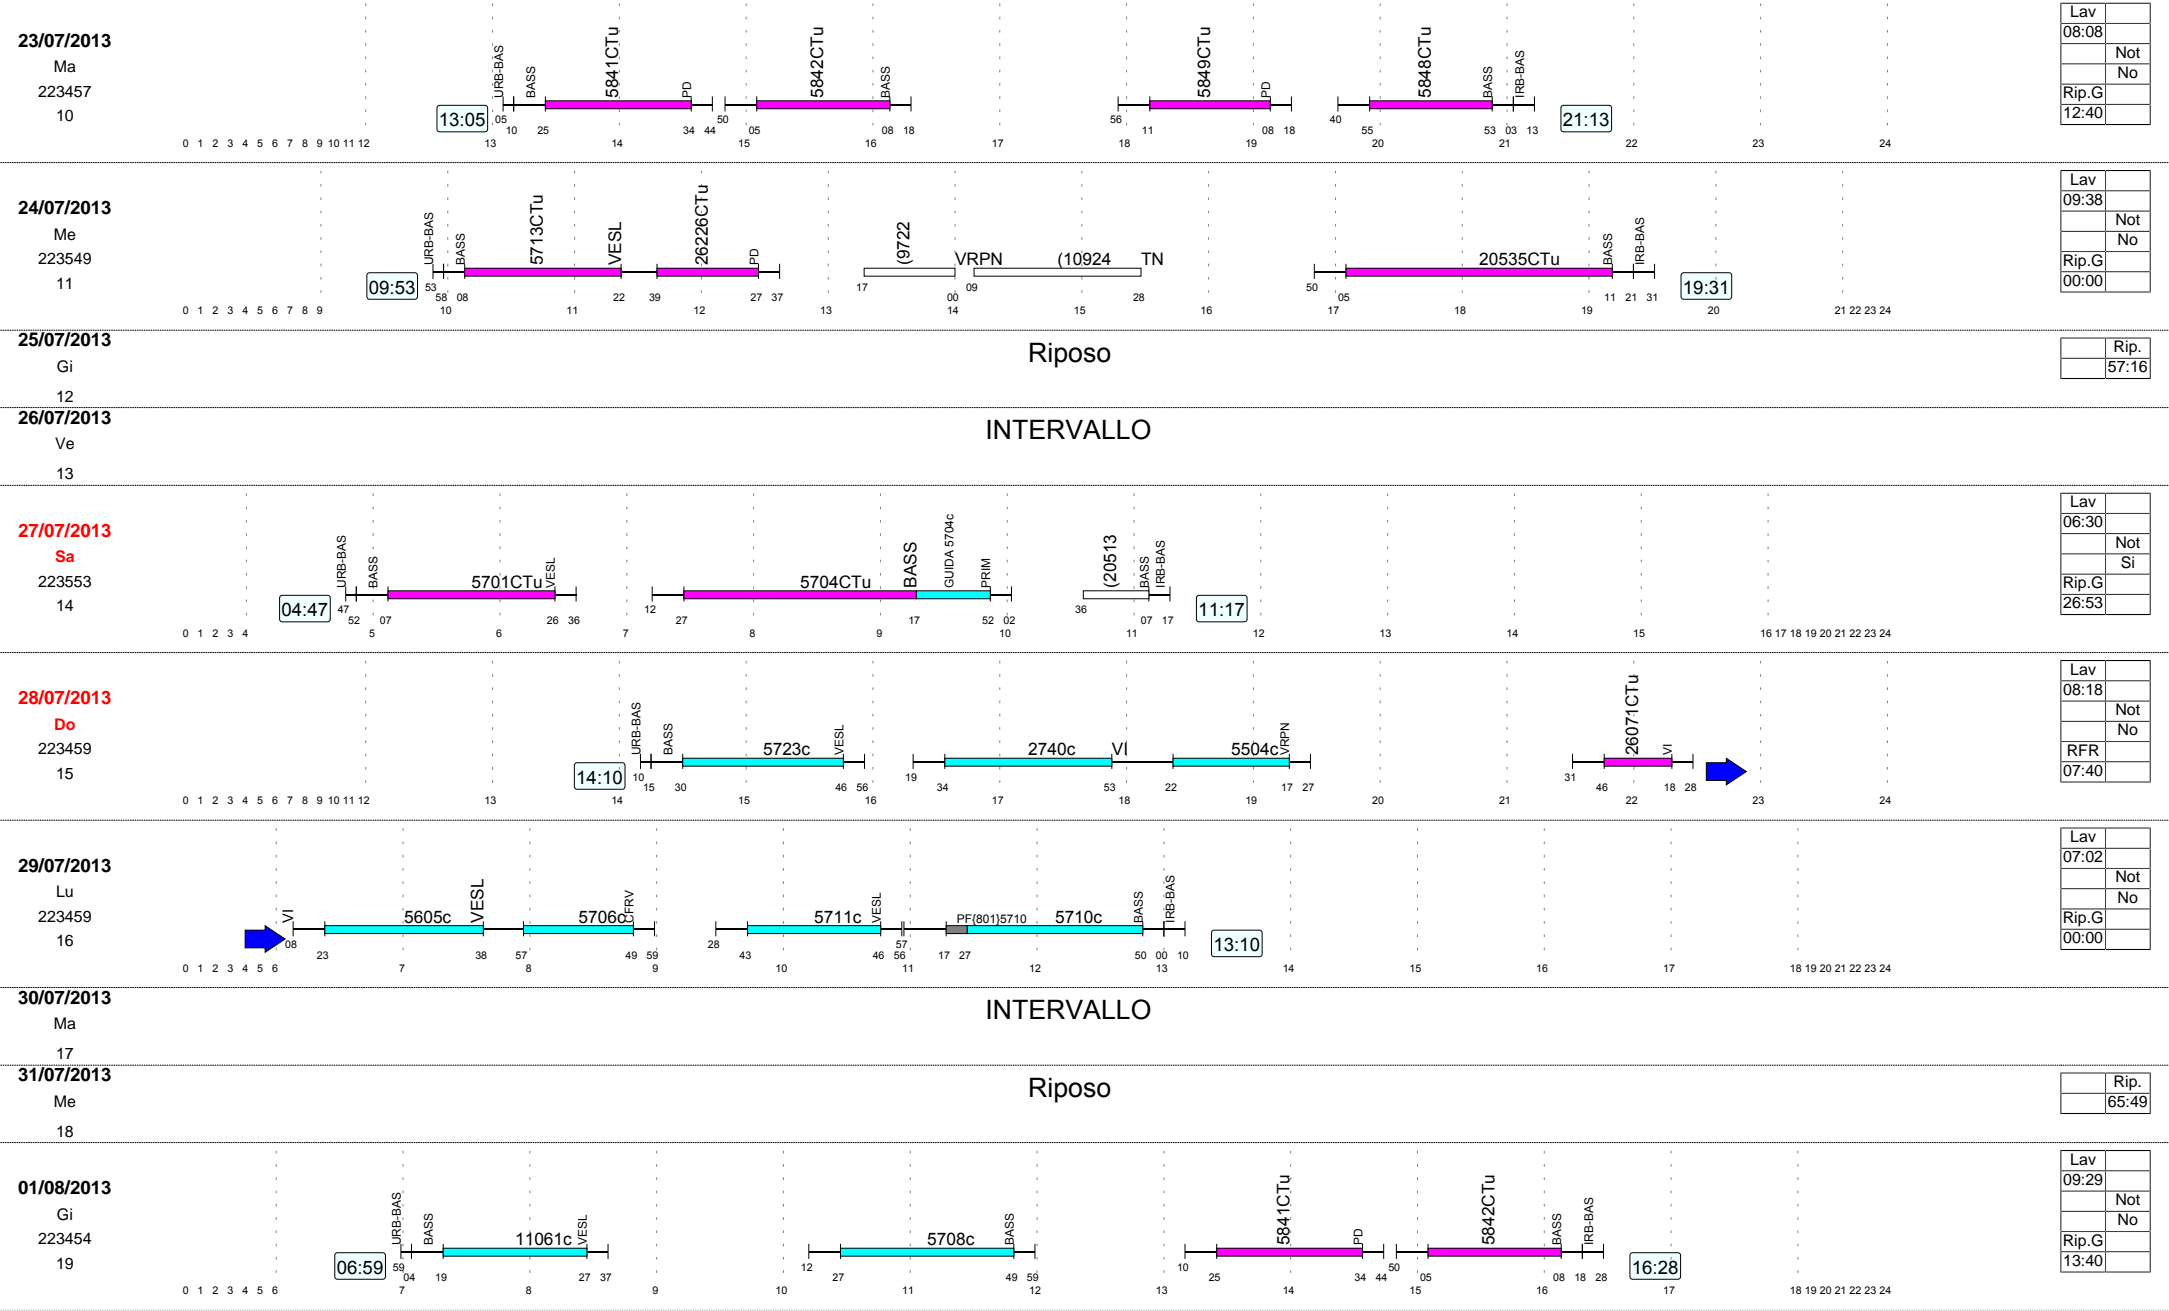 23/07/2013
Ma
223457
10
13:05
URB-BAS BASS 5841CTu PD 5842CTu BASS 5849CTu PD 5848CTu BASS IRB-BAS
05 10 25 34 44 50 05 08 18 56 11 08 18 40 55 53 03 13
21:13
0 1 2 3 4 5 6 7 8 9 10 11 12 13 14 15 16 17 18 19 20 21 22 23 24
Lav
08:08
Not
No
Rip.G
12:40
24/07/2013
Me
223549
11
09:53
URB-BAS BASS 5713CTu VESL 26226CTu PD (9722 VRPN (10924 TN 20535CTu BASS IRB-BAS
53 58 08 22 39 27 37 17 00 09 28 50 05 11 21 31
19:31
0 1 2 3 4 5 6 7 8 9 10 11 12 13 14 15 16 17 18 19 20 21 22 23 24
Lav
09:38
Not
No
Rip.G
00:00
25/07/2013
Gi
12
Riposo
Rip.
57:16
26/07/2013
Ve
13
INTERVALLO
27/07/2013
Sa
223553
14
04:47
URB-BAS BASS 5701CTu VESL 5704CTu BASS GUIDA 5704c PRIM (20513 BASS IRB-BAS
47 52 07 26 36 12 27 17 52 02 36 07 17
11:17
0 1 2 3 4 5 6 7 8 9 10 11 12 13 14 15 16 17 18 19 20 21 22 23 24
Lav
06:30
Not
Si
Rip.G
26:53
28/07/2013
Do
223459
15
14:10
URB-BAS BASS 5723c VESL 2740c VI 5504c VRPN 26071CTu VI
10 15 30 46 56 19 34 53 22 17 27 31 46 18 28
0 1 2 3 4 5 6 7 8 9 10 11 12 13 14 15 16 17 18 19 20 21 22 23 24
Lav
08:18
Not
No
RFR
07:40
29/07/2013
Lu
223459
16
VI 5605c VESL 5706c CFRV 5711c VESL PF{801}5710 5710c BASS IRB-BAS
08 23 38 57 49 59 28 43 46 56 57 17 27 50 00 10
13:10
0 1 2 3 4 5 6 7 8 9 10 11 12 13 14 15 16 17 18 19 20 21 22 23 24
Lav
07:02
Not
No
Rip.G
00:00
30/07/2013
Ma
17
INTERVALLO
31/07/2013
Me
18
Riposo
Rip.
65:49
01/08/2013
Gi
223454
19
06:59
URB-BAS BASS 11061c VESL 5708c BASS 5841CTu PD 5842CTu BASS IRB-BAS
59 04 19 27 37 12 27 49 59 10 25 34 44 50 05 08 18 28
16:28
0 1 2 3 4 5 6 7 8 9 10 11 12 13 14 15 16 17 18 19 20 21 22 23 24
Lav
09:29
Not
No
Rip.G
13:40